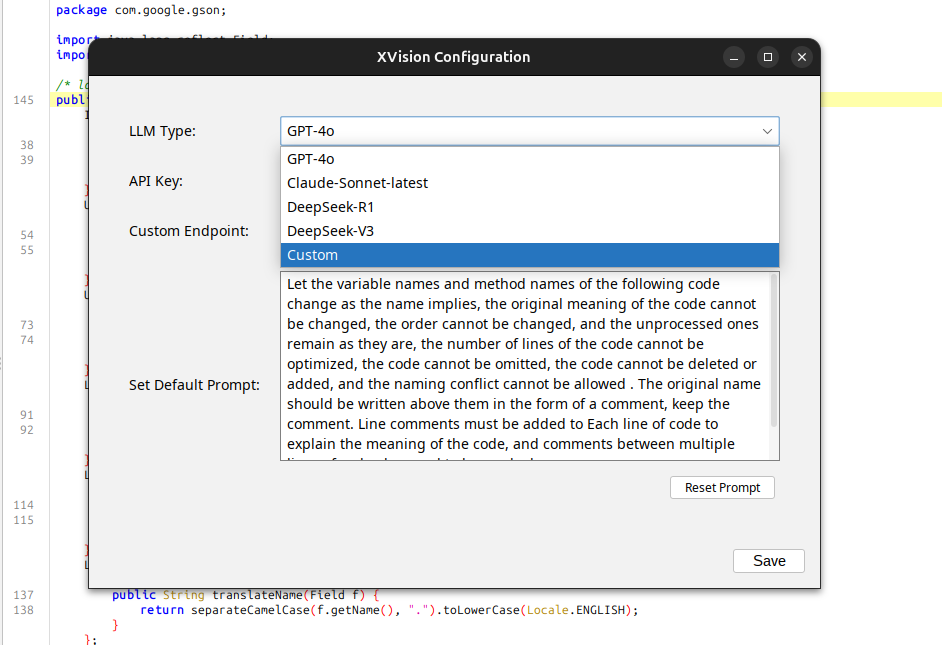 package com.google.gson;
import java.lang.reflect.Field;
XVision Configuration
145
38
39
54
55
73
74
91
92
114
115
137
138
LLM Type:
GPT-4o
GPT-4o
Claude-Sonnet-latest
DeepSeek-R1
DeepSeek-V3
Custom
API Key:
Custom Endpoint:
Set Default Prompt:
Let the variable names and method names of the following code
change as the name implies, the original meaning of the code cannot
be changed, the order cannot be changed, and the unprocessed ones
remain as they are, the number of lines of the code cannot be
optimized, the code cannot be omitted, the code cannot be deleted or
added, and the naming conflict cannot be allowed . The original name
should be written above them in the form of a comment, keep the
comment. Line comments must be added to Each line of code to
explain the meaning of the code, and comments between multiple
Reset Prompt
Save
public String translateName(Field f) {
return separateCamelCase(f.getName(), ".").toLowerCase(Locale.ENGLISH);
}
};